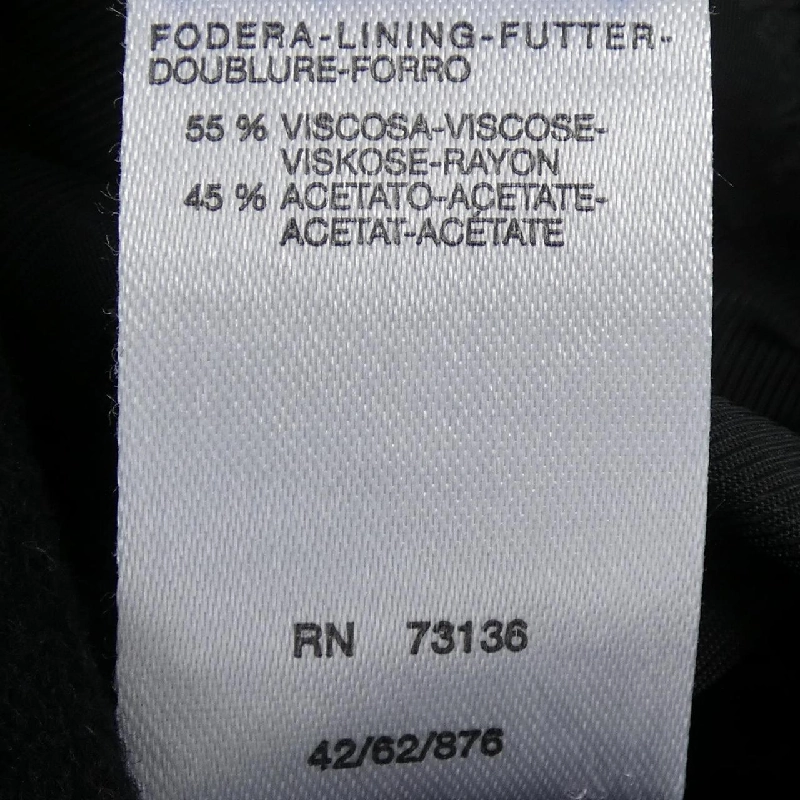 FODERA-LINING-FUTTER-
DOUBLURE-FORRO
55 % VISCOSA-VISCOSE-
VISKOSE-RAYON
45 % ACETATO-ACETATE-
ACETAT-ACÉTATE
RN 73136
42/62/876